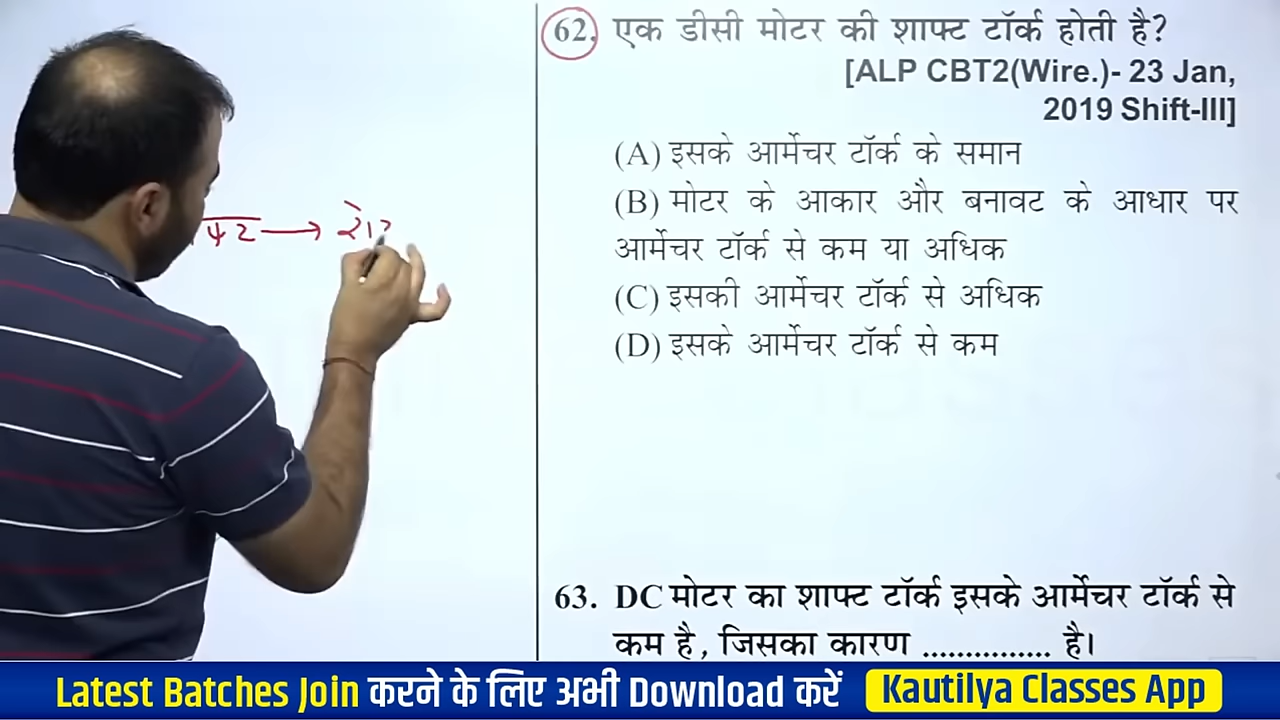 62. एक डीसी मोटर की शाफ्ट टॉर्क होती है?
[ALP CBT2(Wire.)- 23 Jan,
2019 Shift-III]
(A) इसके आर्मेचर टॉर्क के समान
(B) मोटर के आकार और बनावट के आधार पर
आर्मेचर टॉर्क से कम या अधिक
(C) इसकी आर्मेचर टॉर्क से अधिक
(D) इसके आर्मेचर टॉर्क से कम
63. DC मोटर का शाफ्ट टॉर्क इसके आर्मेचर टॉर्क से
कम है, जिसका कारण ............... है।
Latest Batches Join करने के लिए अभी Download करें Kautilya Classes App